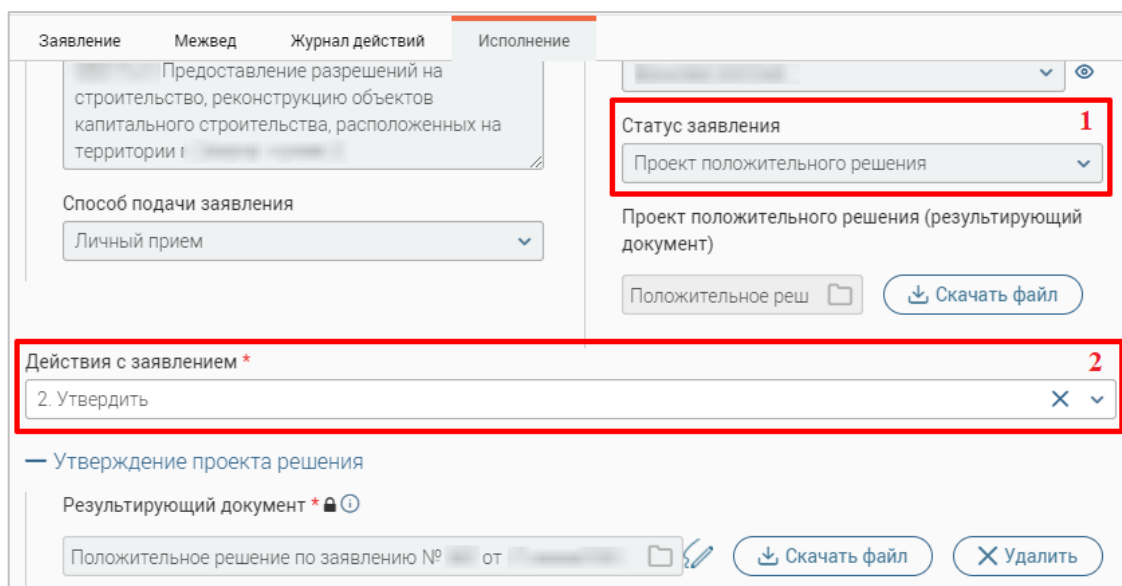 Заявление Межвед Журнал действий Исполнение
Предоставление разрешений на
строительство, реконструкцию объектов
капитального строительства, расположенных на
территории г
Способ подачи заявления
Личный прием
Статус заявления 1
Проект положительного решения
Проект положительного решения (результирующий
документ)
Положительное реш Скачать файл
Действия с заявлением * 2
2. Утвердить
Утверждение проекта решения
Результирующий документ *
Положительное решение по заявлению № от Скачать файл Удалить